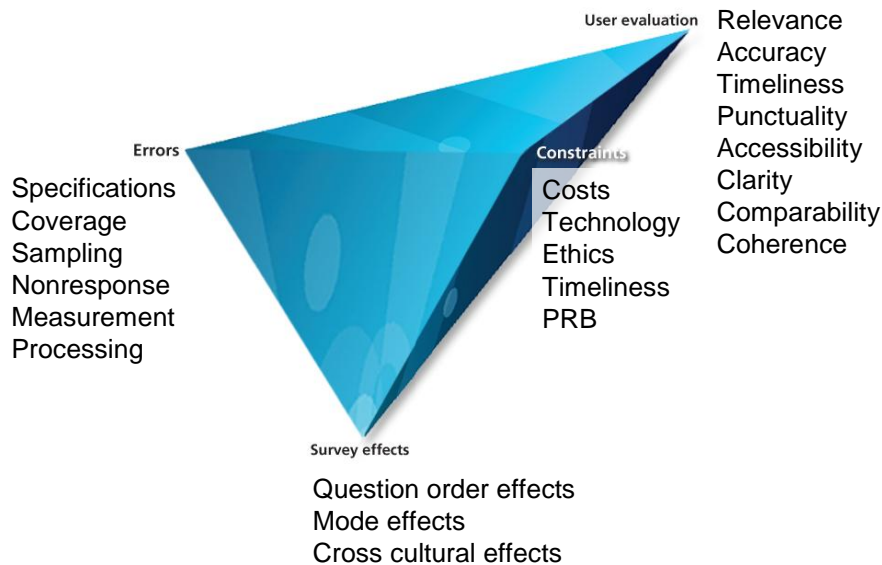 User evaluation
Relevance
Accuracy
Timeliness
Punctuality
Accessibility
Clarity
Comparability
Coherence
Errors
Specifications
Coverage
Sampling
Nonresponse
Measurement
Processing
Constraints
Costs
Technology
Ethics
Timeliness
PRB
Survey effects
Question order effects
Mode effects
Cross cultural effects